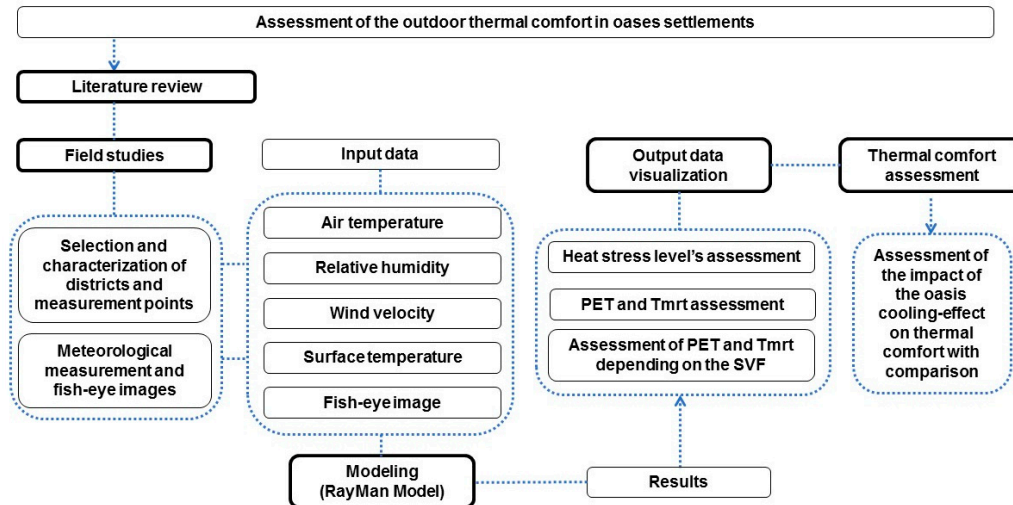 Assessment of the outdoor thermal comfort in oases settlements
Literature review
Field studies
Selection and
characterization of
districts and
measurement points
Meteorological
measurement and
fish-eye images
Input data
Air temperature
Relative humidity
Wind velocity
Surface temperature
Fish-eye image
Modeling
(RayMan Model)
Results
Output data
visualization
Heat stress level's assessment
PET and Tmrt assessment
Assessment of PET and Tmrt
depending on the SVF
Thermal comfort
assessment
Assessment of
the impact of
the oasis
cooling-effect
on thermal
comfort with
comparison